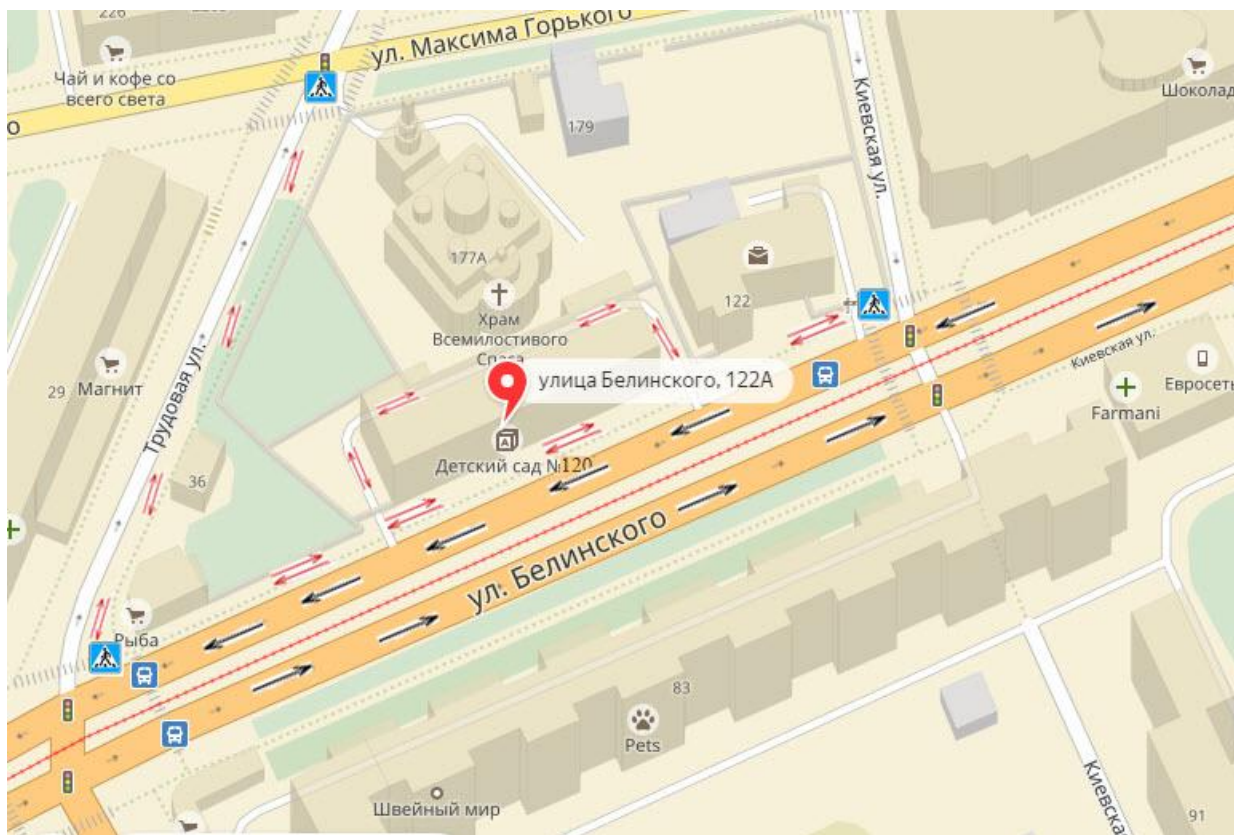 226
ул. Максима Горького
Чай и кофе со
всего света
о
179
Киевская ул.
Шоколад
177А
Храм
Всемилостивого
Спаса
122
Киевская ул.
Евросеть
Farmani
29
Магнит
Трудовая ул.
улица Белинского, 122А
Детский сад №120
36
ул. Белинского
Рыба
83
Pets
Швейный мир
Киевска
91